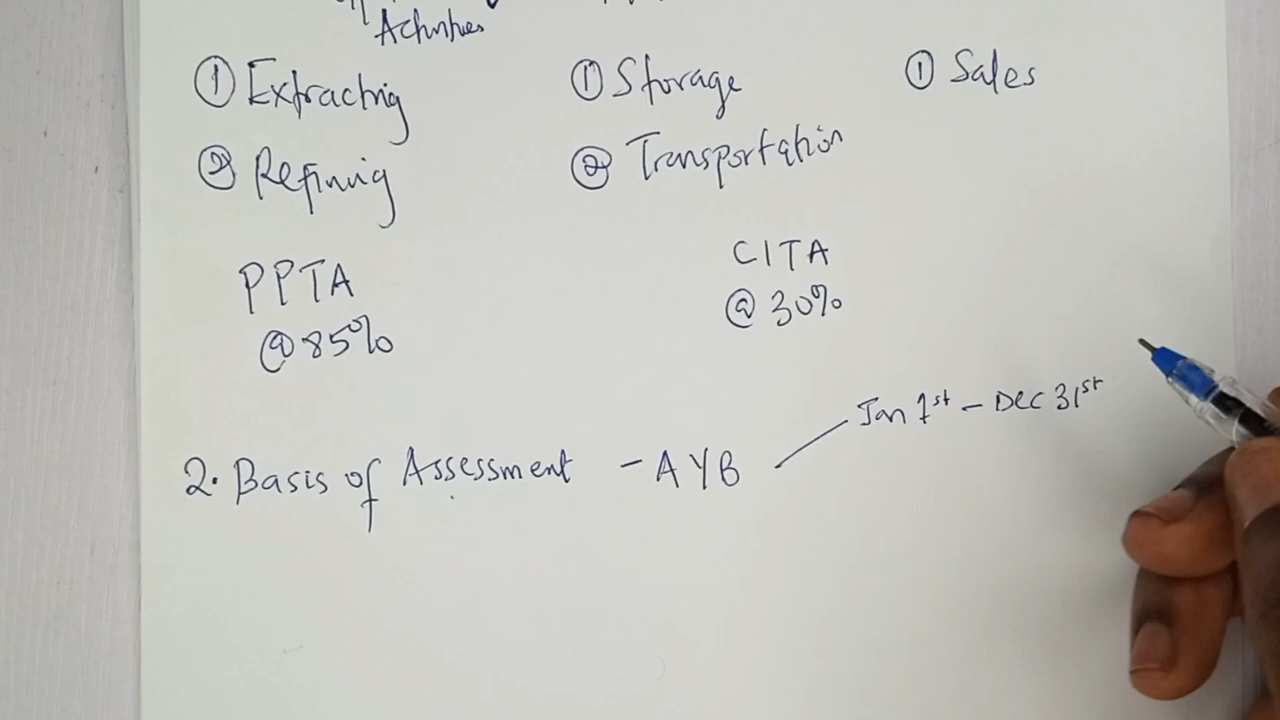 Activities
① Extracting ① Storage ① Sales
② Refining ② Transportation
PPTA CITA
@ 85% @ 30%
Jan 1st - Dec 31st
2. Basis of Assessment - AYB